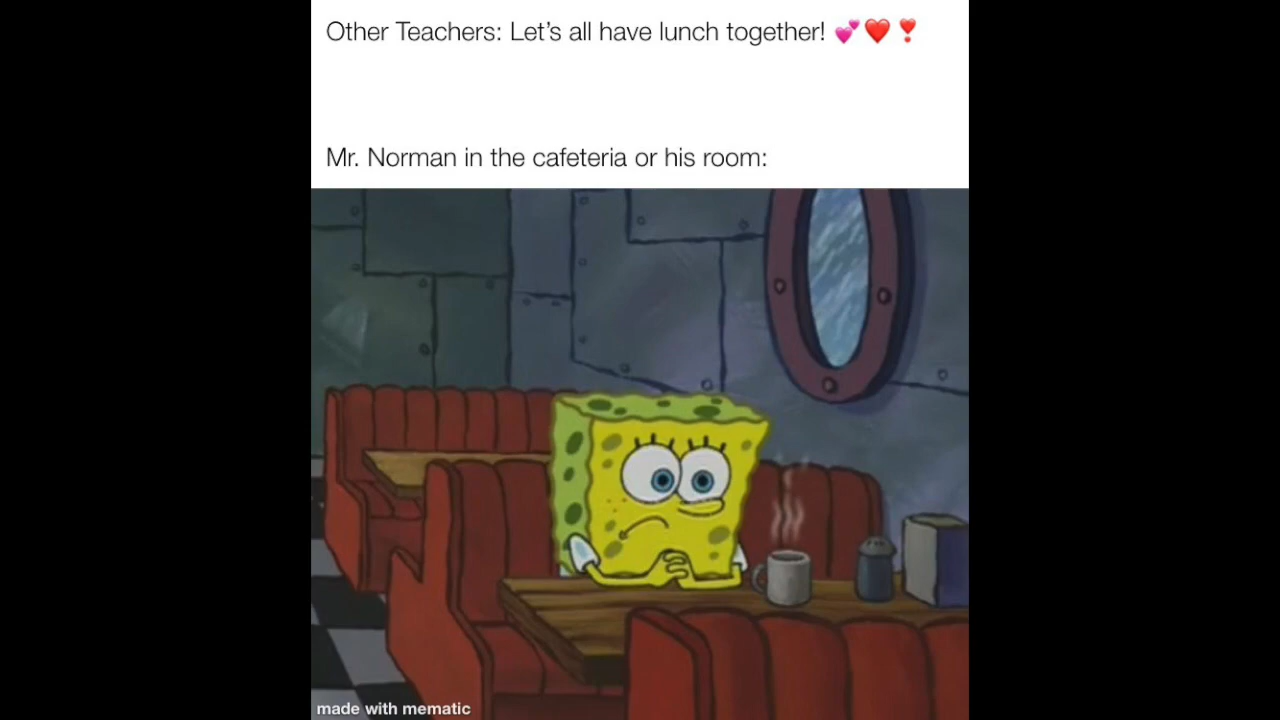 Other Teachers: Let’s all have lunch together! 💕❤️❣️
Mr. Norman in the cafeteria or his room:
made with mematic